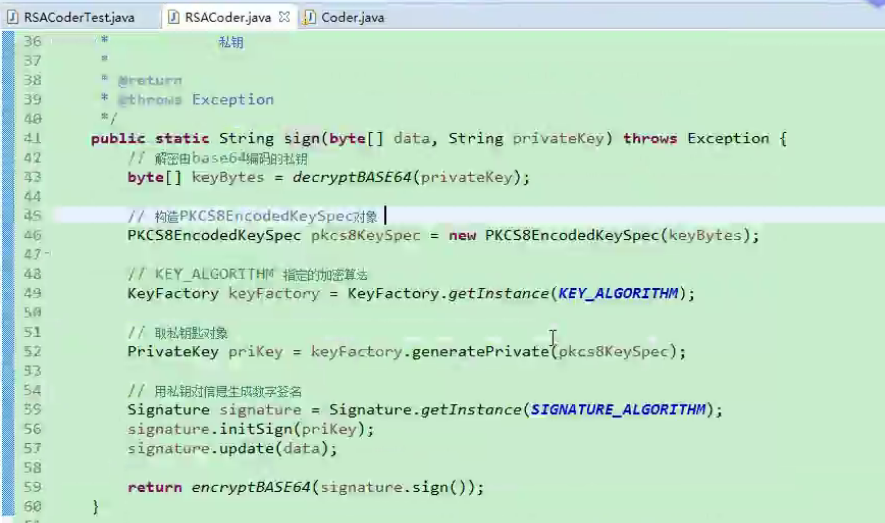 RSACoderTest.java RSACoder.java Coder.java
36 * 私钥
37 *
38 * @return
39 * @throws Exception
40 */
41 public static String sign(byte[] data, String privateKey) throws Exception {
42 // 解密由base64编码的私钥
43 byte[] keyBytes = decryptBASE64(privateKey);
44
45 // 构造PKCS8EncodedKeySpec对象
46 PKCS8EncodedKeySpec pkcs8KeySpec = new PKCS8EncodedKeySpec(keyBytes);
47
48 // KEY_ALGORITHM 指定的加密算法
49 KeyFactory keyFactory = KeyFactory.getInstance(KEY_ALGORITHM);
50
51 // 取私钥匙对象
52 PrivateKey priKey = keyFactory.generatePrivate(pkcs8KeySpec);
53
54 // 用私钥对信息生成数字签名
55 Signature signature = Signature.getInstance(SIGNATURE_ALGORITHM);
56 signature.initSign(priKey);
57 signature.update(data);
58
59 return encryptBASE64(signature.sign());
60 }